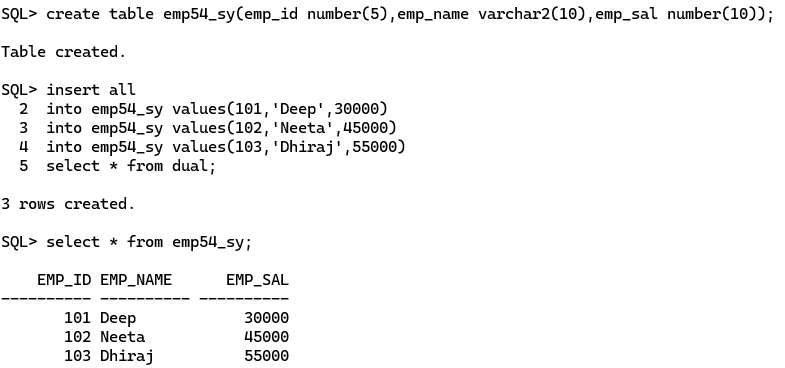 SQL> create table emp54_sy(emp_id number(5),emp_name varchar2(10),emp_sal number(10));
Table created.
SQL> insert all
  2  into emp54_sy values(101,'Deep',30000)
  3  into emp54_sy values(102,'Neeta',45000)
  4  into emp54_sy values(103,'Dhiraj',55000)
  5  select * from dual;
3 rows created.
SQL> select * from emp54_sy;
    EMP_ID EMP_NAME      EMP_SAL
---------- ---------- ----------
       101 Deep            30000
       102 Neeta           45000
       103 Dhiraj          55000